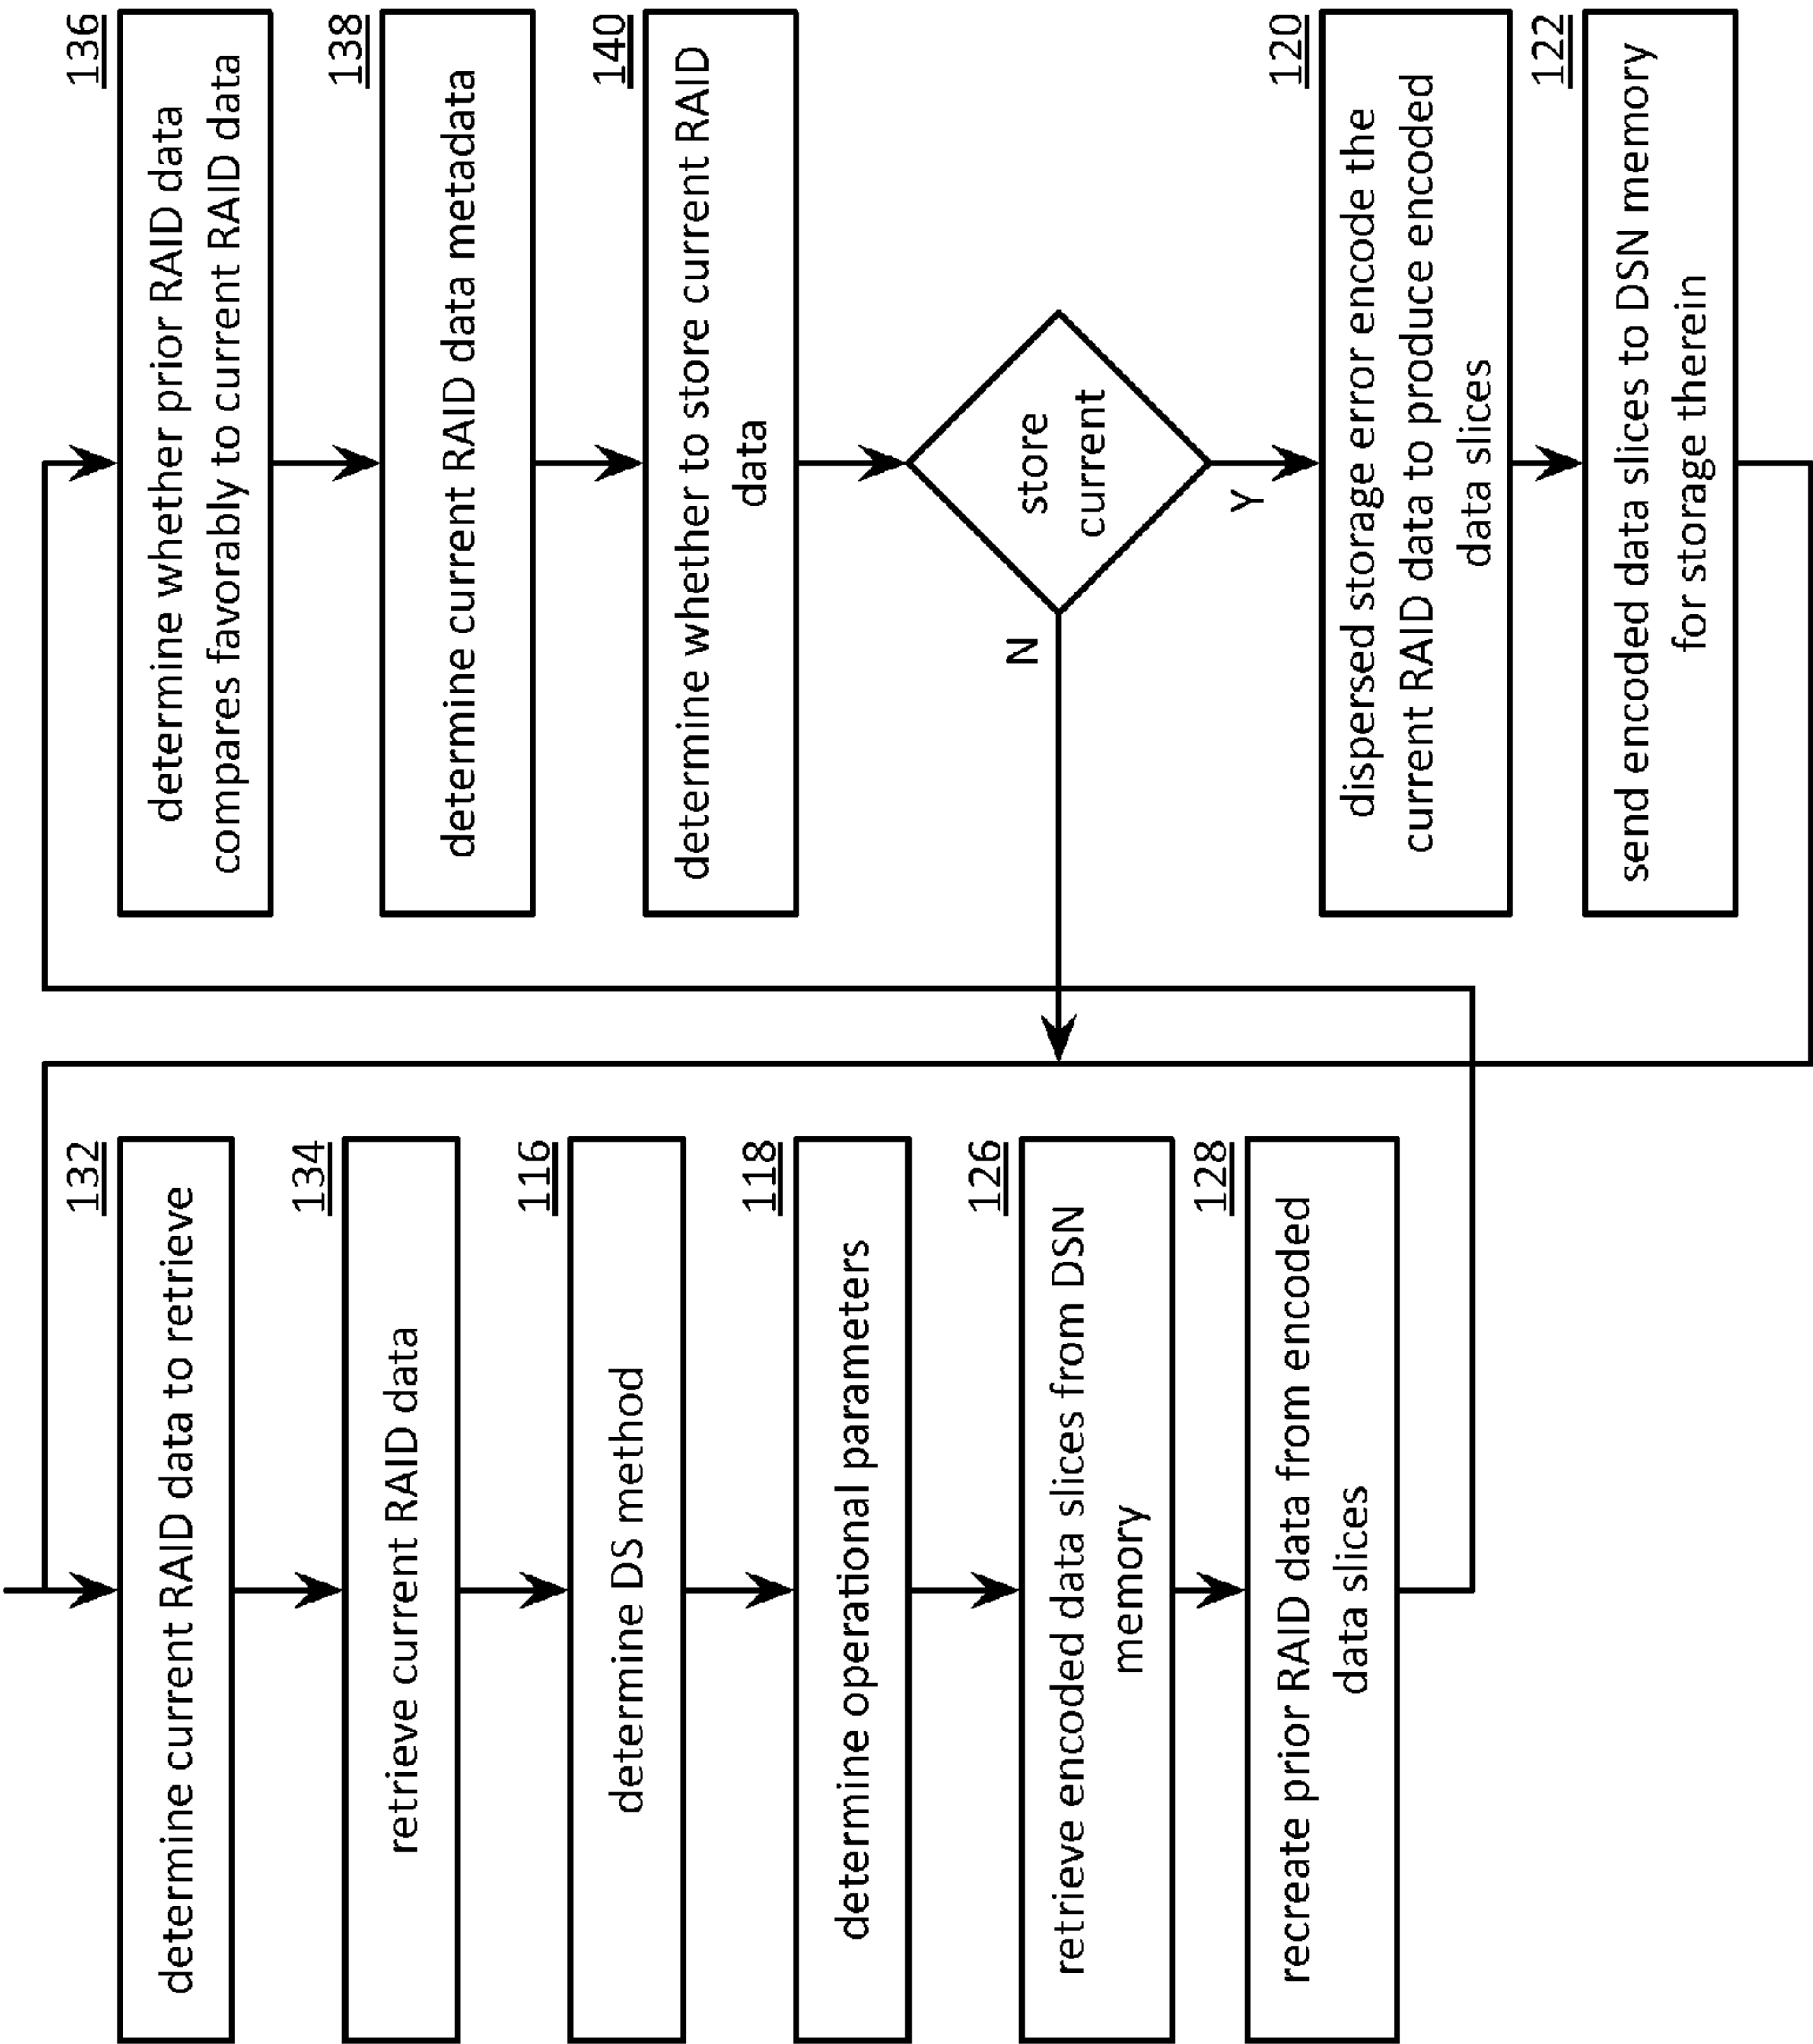 132
determine current RAID data to retrieve
134
retrieve current RAID data
116
determine DS method
118
determine operational parameters
126
retrieve encoded data slices from DSN
memory
128
recreate prior RAID data from encoded
data slices
136
determine whether prior RAID data
compares favorably to current RAID data
138
determine current RAID data metadata
140
determine whether to store current RAID
data
store
current
N
Y
120
dispersed storage error encode the
current RAID data to produce encoded
data slices
122
send encoded data slices to DSN memory
for storage therein